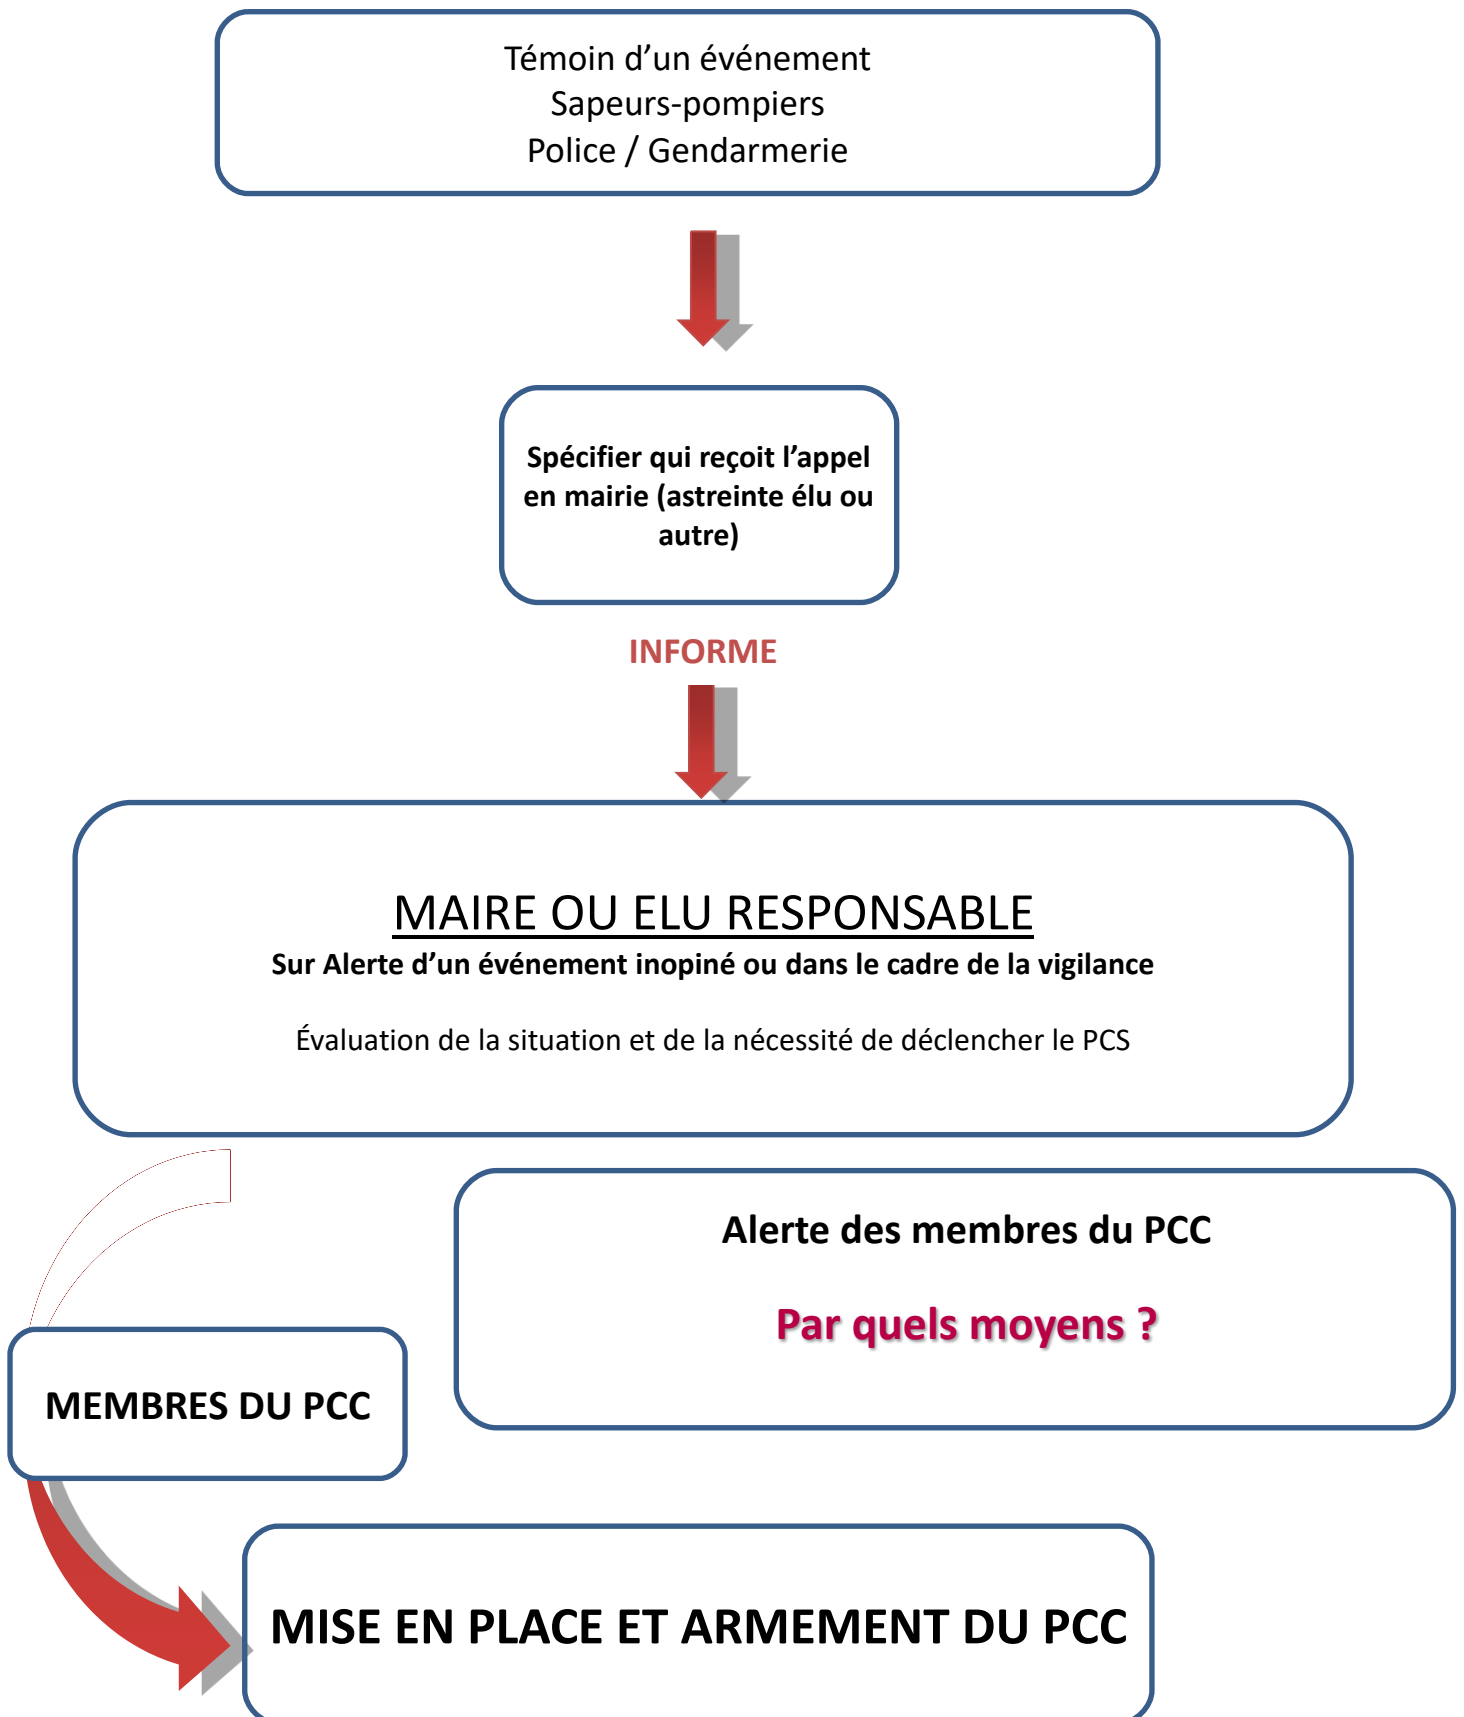 Témoin d’un événement
Sapeurs-pompiers
Police / Gendarmerie
Spécifier qui reçoit l’appel
en mairie (astreinte élu ou
autre)
INFORME
MAIRE OU ELU RESPONSABLE
Sur Alerte d’un événement inopiné ou dans le cadre de la vigilance
Évaluation de la situation et de la nécessité de déclencher le PCS
Alerte des membres du PCC
Par quels moyens ?
MEMBRES DU PCC
MISE EN PLACE ET ARMEMENT DU PCC